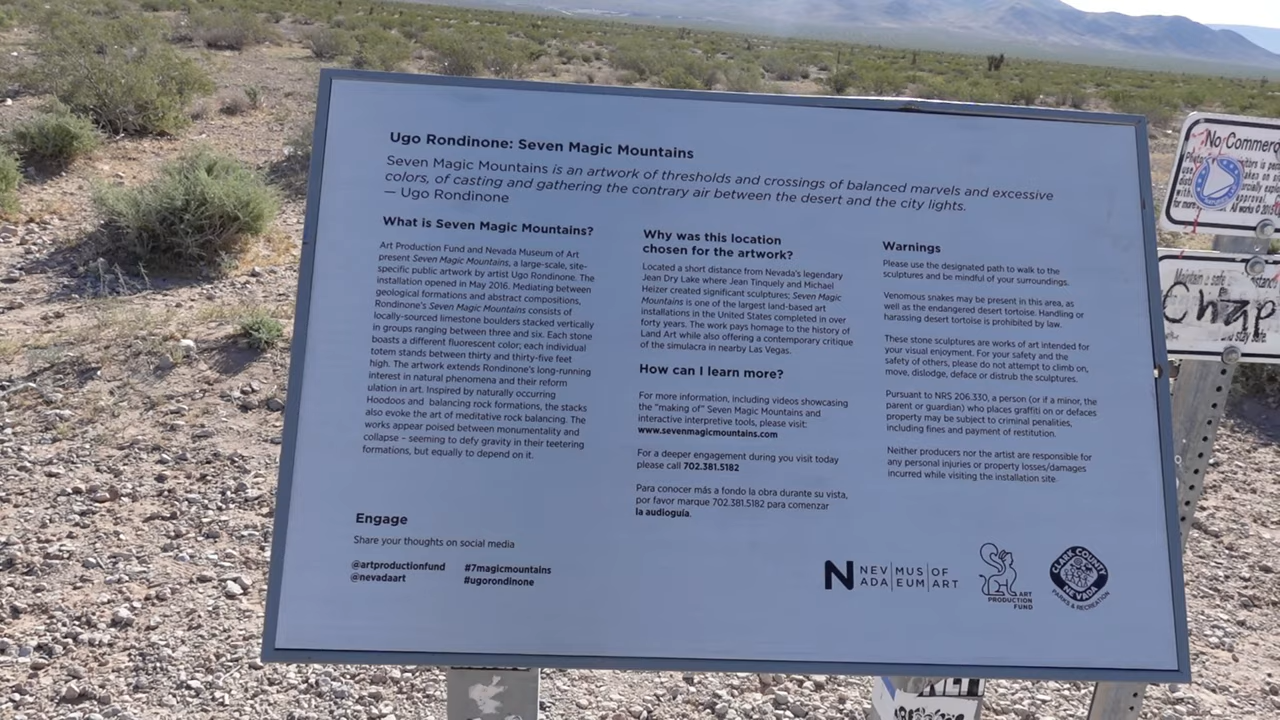 Ugo Rondinone: Seven Magic Mountains
Seven Magic Mountains is an artwork of thresholds and crossings of balanced marvels and excessive
colors, of casting and gathering the contrary air between the desert and the city lights.
— Ugo Rondinone
What is Seven Magic Mountains?
Art Production Fund and Nevada Museum of Art
present Seven Magic Mountains, a large-scale, site-
specific public artwork by artist Ugo Rondinone. The
installation opened in May 2016. Mediating between
geological formations and abstract compositions,
Rondinone's Seven Magic Mountains consists of
locally-sourced limestone boulders stacked vertically
in groups ranging between three and six. Each stone
boasts a different fluorescent color; each individual
totem stands between thirty and thirty-five feet
high. The artwork extends Rondinone's long-running
interest in natural phenomena and their reform
ulation in art. Inspired by naturally occurring
Hoodoos and balancing rock formations, the stacks
also evoke the art of meditative rock balancing. The
works appear poised between monumentality and
collapse – seeming to defy gravity in their teetering
formations, but equally to depend on it.
Engage
Share your thoughts on social media
@artproductionfund
@nevadaart
#7magicmountains
#ugorondinone
Why was this location
chosen for the artwork?
Located a short distance from Nevada's legendary
Jean Dry Lake where Jean Tinquely and Michael
Heizer created significant sculptures; Seven Magic
Mountains is one of the largest land-based art
installations in the United States completed in over
forty years. The work pays homage to the history of
Land Art while also offering a contemporary critique
of the simulacra in nearby Las Vegas.
How can I learn more?
For more information, including videos showcasing
the "making of" Seven Magic Mountains and
interactive interpretive tools, please visit:
www.sevenmagicmountains.com
For a deeper engagement during you visit today
please call 702.381.5182
Para conocer más a fondo la obra durante su vista,
por favor marque 702.381.5182 para comenzar
la audioguía.
Warnings
Please use the designated path to walk to the
sculptures and be mindful of your surroundings.
Venomous snakes may be present in this area, as
well as the endangered desert tortoise. Handling or
harassing desert tortoise is prohibited by law.
These stone sculptures are works of art intended for
your visual enjoyment. For your safety and the
safety of others, please do not attempt to climb on,
move, dislodge, deface or distrub the sculptures.
Pursuant to NRS 206.330, a person (or if a minor, the
parent or guardian) who places graffiti on or defaces
property may be subject to criminal penalties,
including fines and payment of restitution.
Neither producers nor the artist are responsible for
any personal injuries or property losses/damages
incurred while visiting the installation site.
N NEV MUS OF
ADA EUM ART
ART
PRODUCTION
FUND
CLARK COUNTY
NEVADA
PARKS & RECREATION
No Commerc
Maintain a safe
Chap